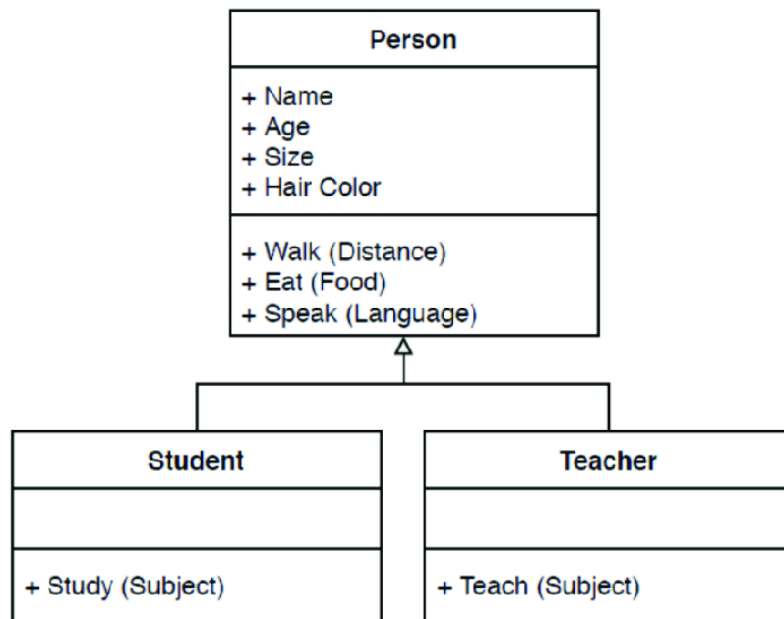 Person
+ Name
+ Age
+ Size
+ Hair Color
+ Walk (Distance)
+ Eat (Food)
+ Speak (Language)
Student
+ Study (Subject)
Teacher
+ Teach (Subject)